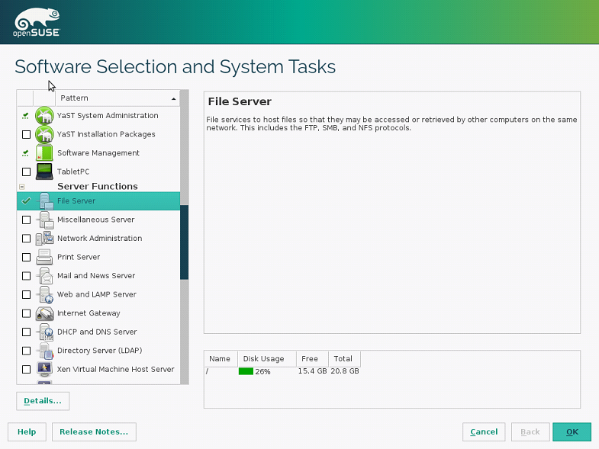 openSUSE
Software Selection and System Tasks
Pattern
YaST System Administration
YaST Installation Packages
Software Management
TabletPC
Server Functions
File Server
Miscellaneous Server
Network Administration
Print Server
Mail and News Server
Web and LAMP Server
Internet Gateway
DHCP and DNS Server
Directory Server (LDAP)
Xen Virtual Machine Host Server
Details...
File Server
File services to host files so that they may be accessed or retrieved by other computers on the same
network. This includes the FTP, SMB, and NFS protocols.
Name Disk Usage Free Total
/ 26% 15.4 GB 20.8 GB
Help Release Notes... Cancel Back OK